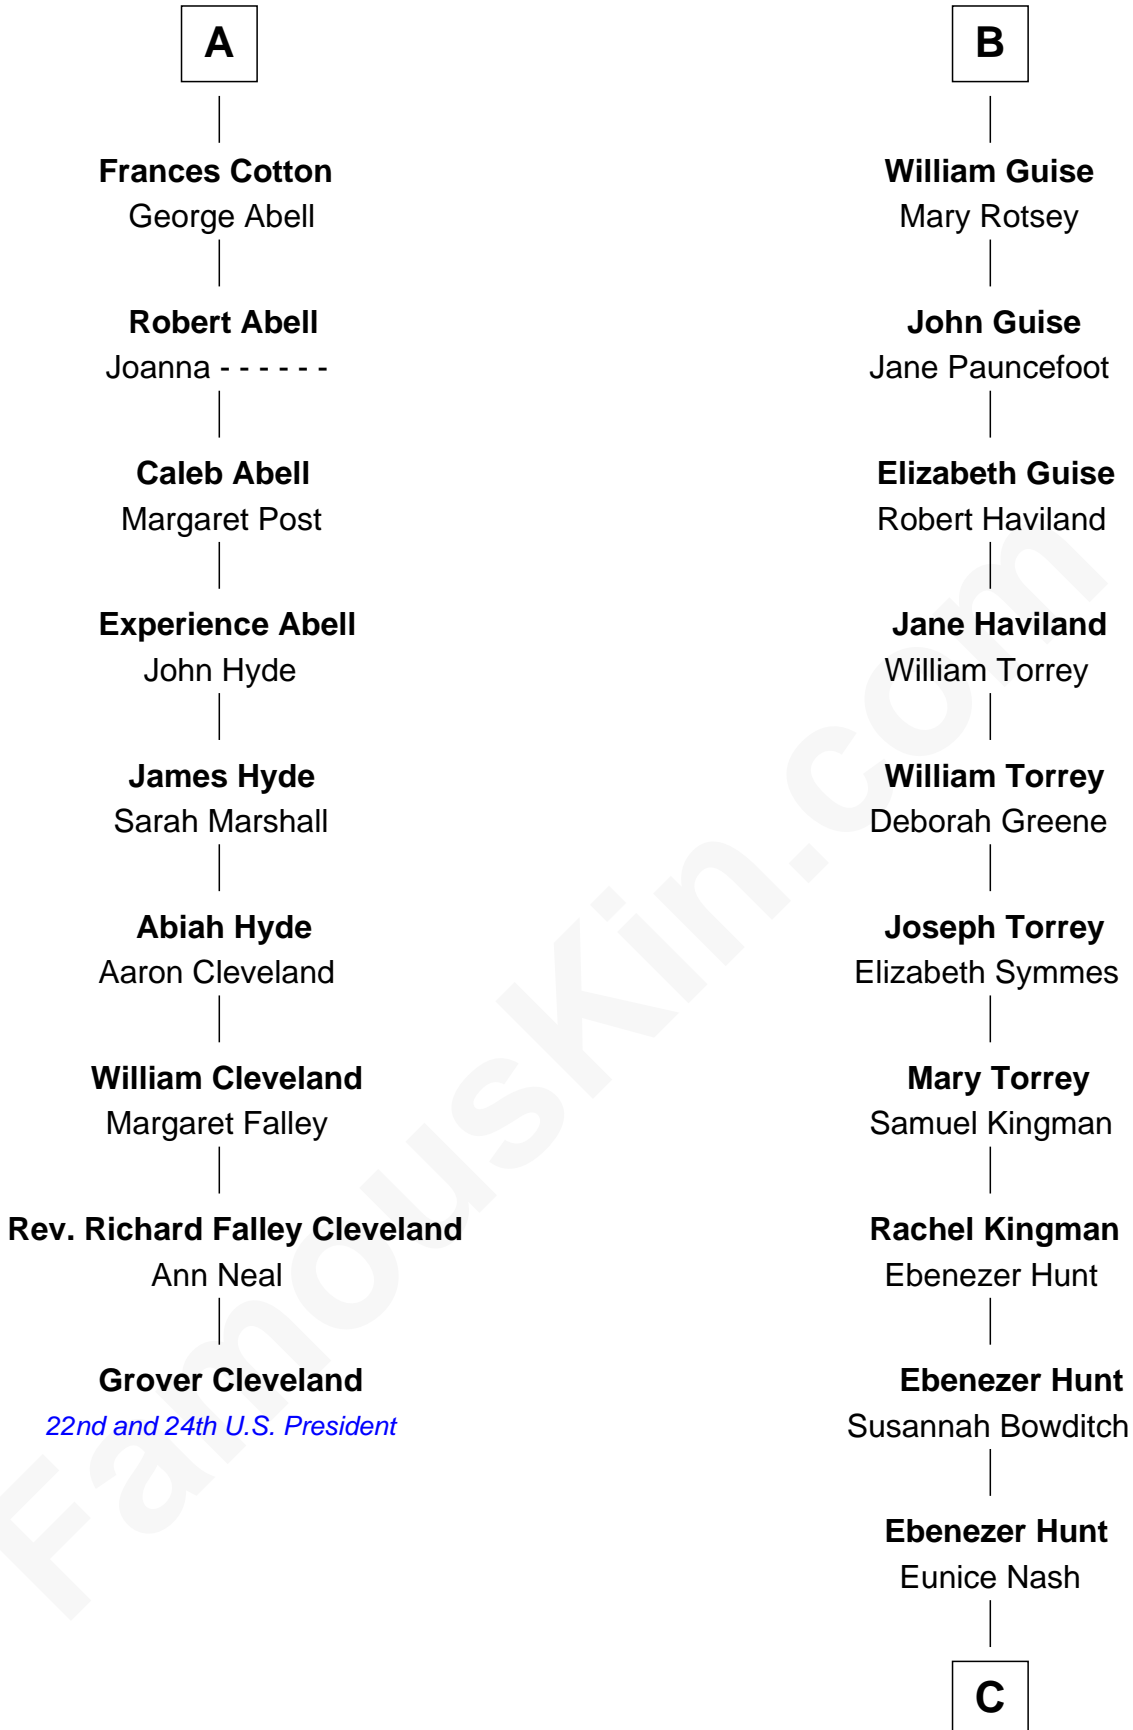 A
Frances Cotton
George Abell
Robert Abell
Joanna - - - - - -
Caleb Abell
Margaret Post
Experience Abell
John Hyde
James Hyde
Sarah Marshall
Abiah Hyde
Aaron Cleveland
William Cleveland
Margaret Falley
Rev. Richard Falley Cleveland
Ann Neal
Grover Cleveland
22nd and 24th U.S. President
B
William Guise
Mary Rotsey
John Guise
Jane Pauncefoot
Elizabeth Guise
Robert Haviland
Jane Haviland
William Torrey
William Torrey
Deborah Greene
Joseph Torrey
Elizabeth Symmes
Mary Torrey
Samuel Kingman
Rachel Kingman
Ebenezer Hunt
Ebenezer Hunt
Susannah Bowditch
Ebenezer Hunt
Eunice Nash
C
FamousKin.com